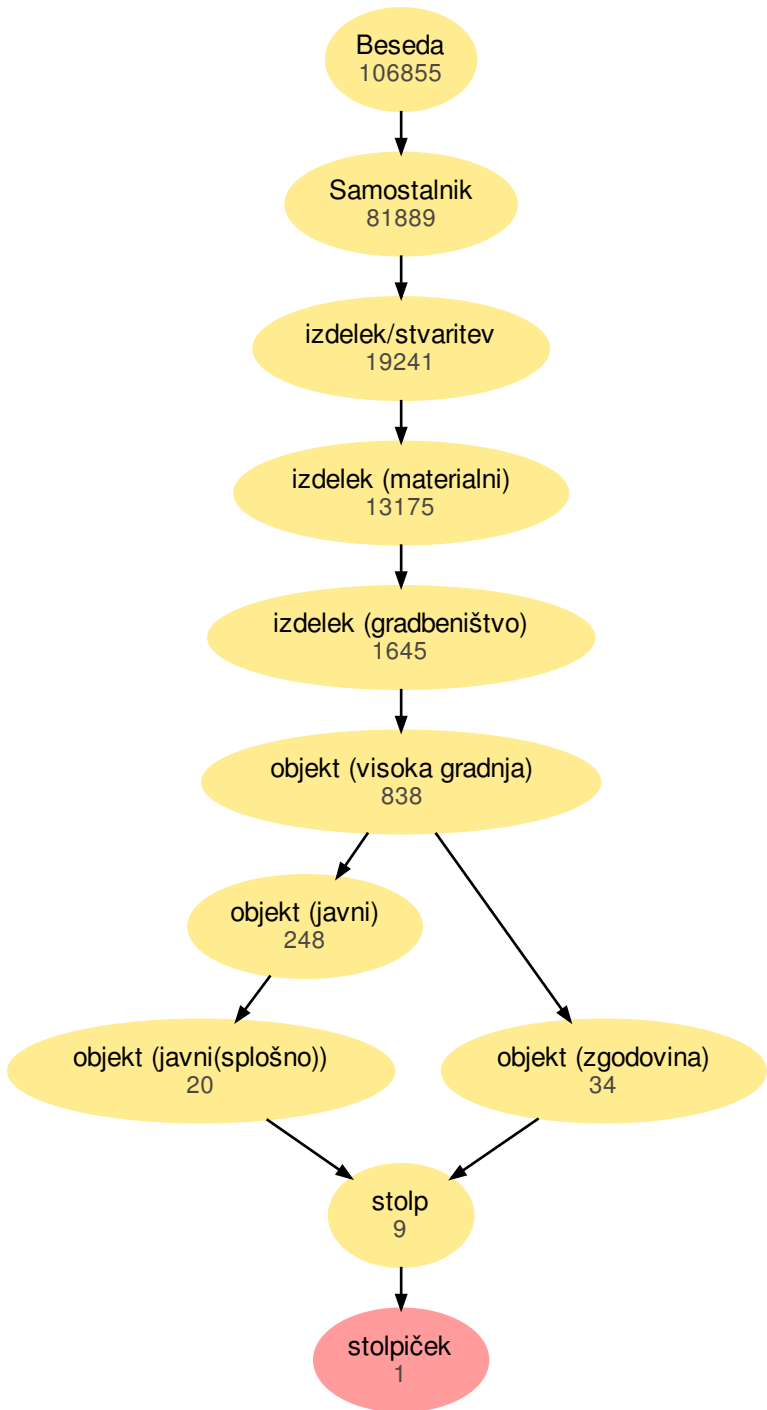 Beseda
106855
Samostalnik
81889
izdelek/stvaritev
19241
izdelek (materialni)
13175
izdelek (gradbeništvo)
1645
objekt (visoka gradnja)
838
objekt (javni)
248
objekt (javni(splošno))
20
objekt (zgodovina)
34
stolp
9
stolpiček
1